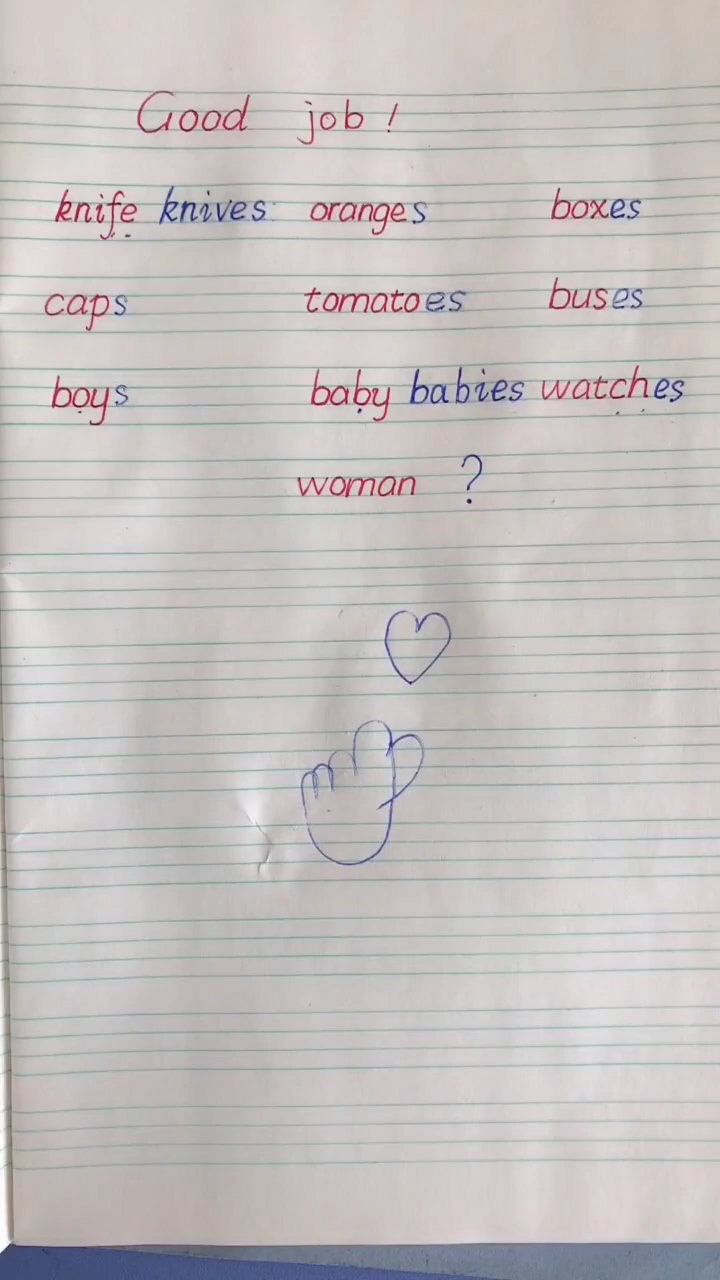 Good job !
knife knives oranges boxes
caps tomatoes buses
boys baby babies watches
woman ?